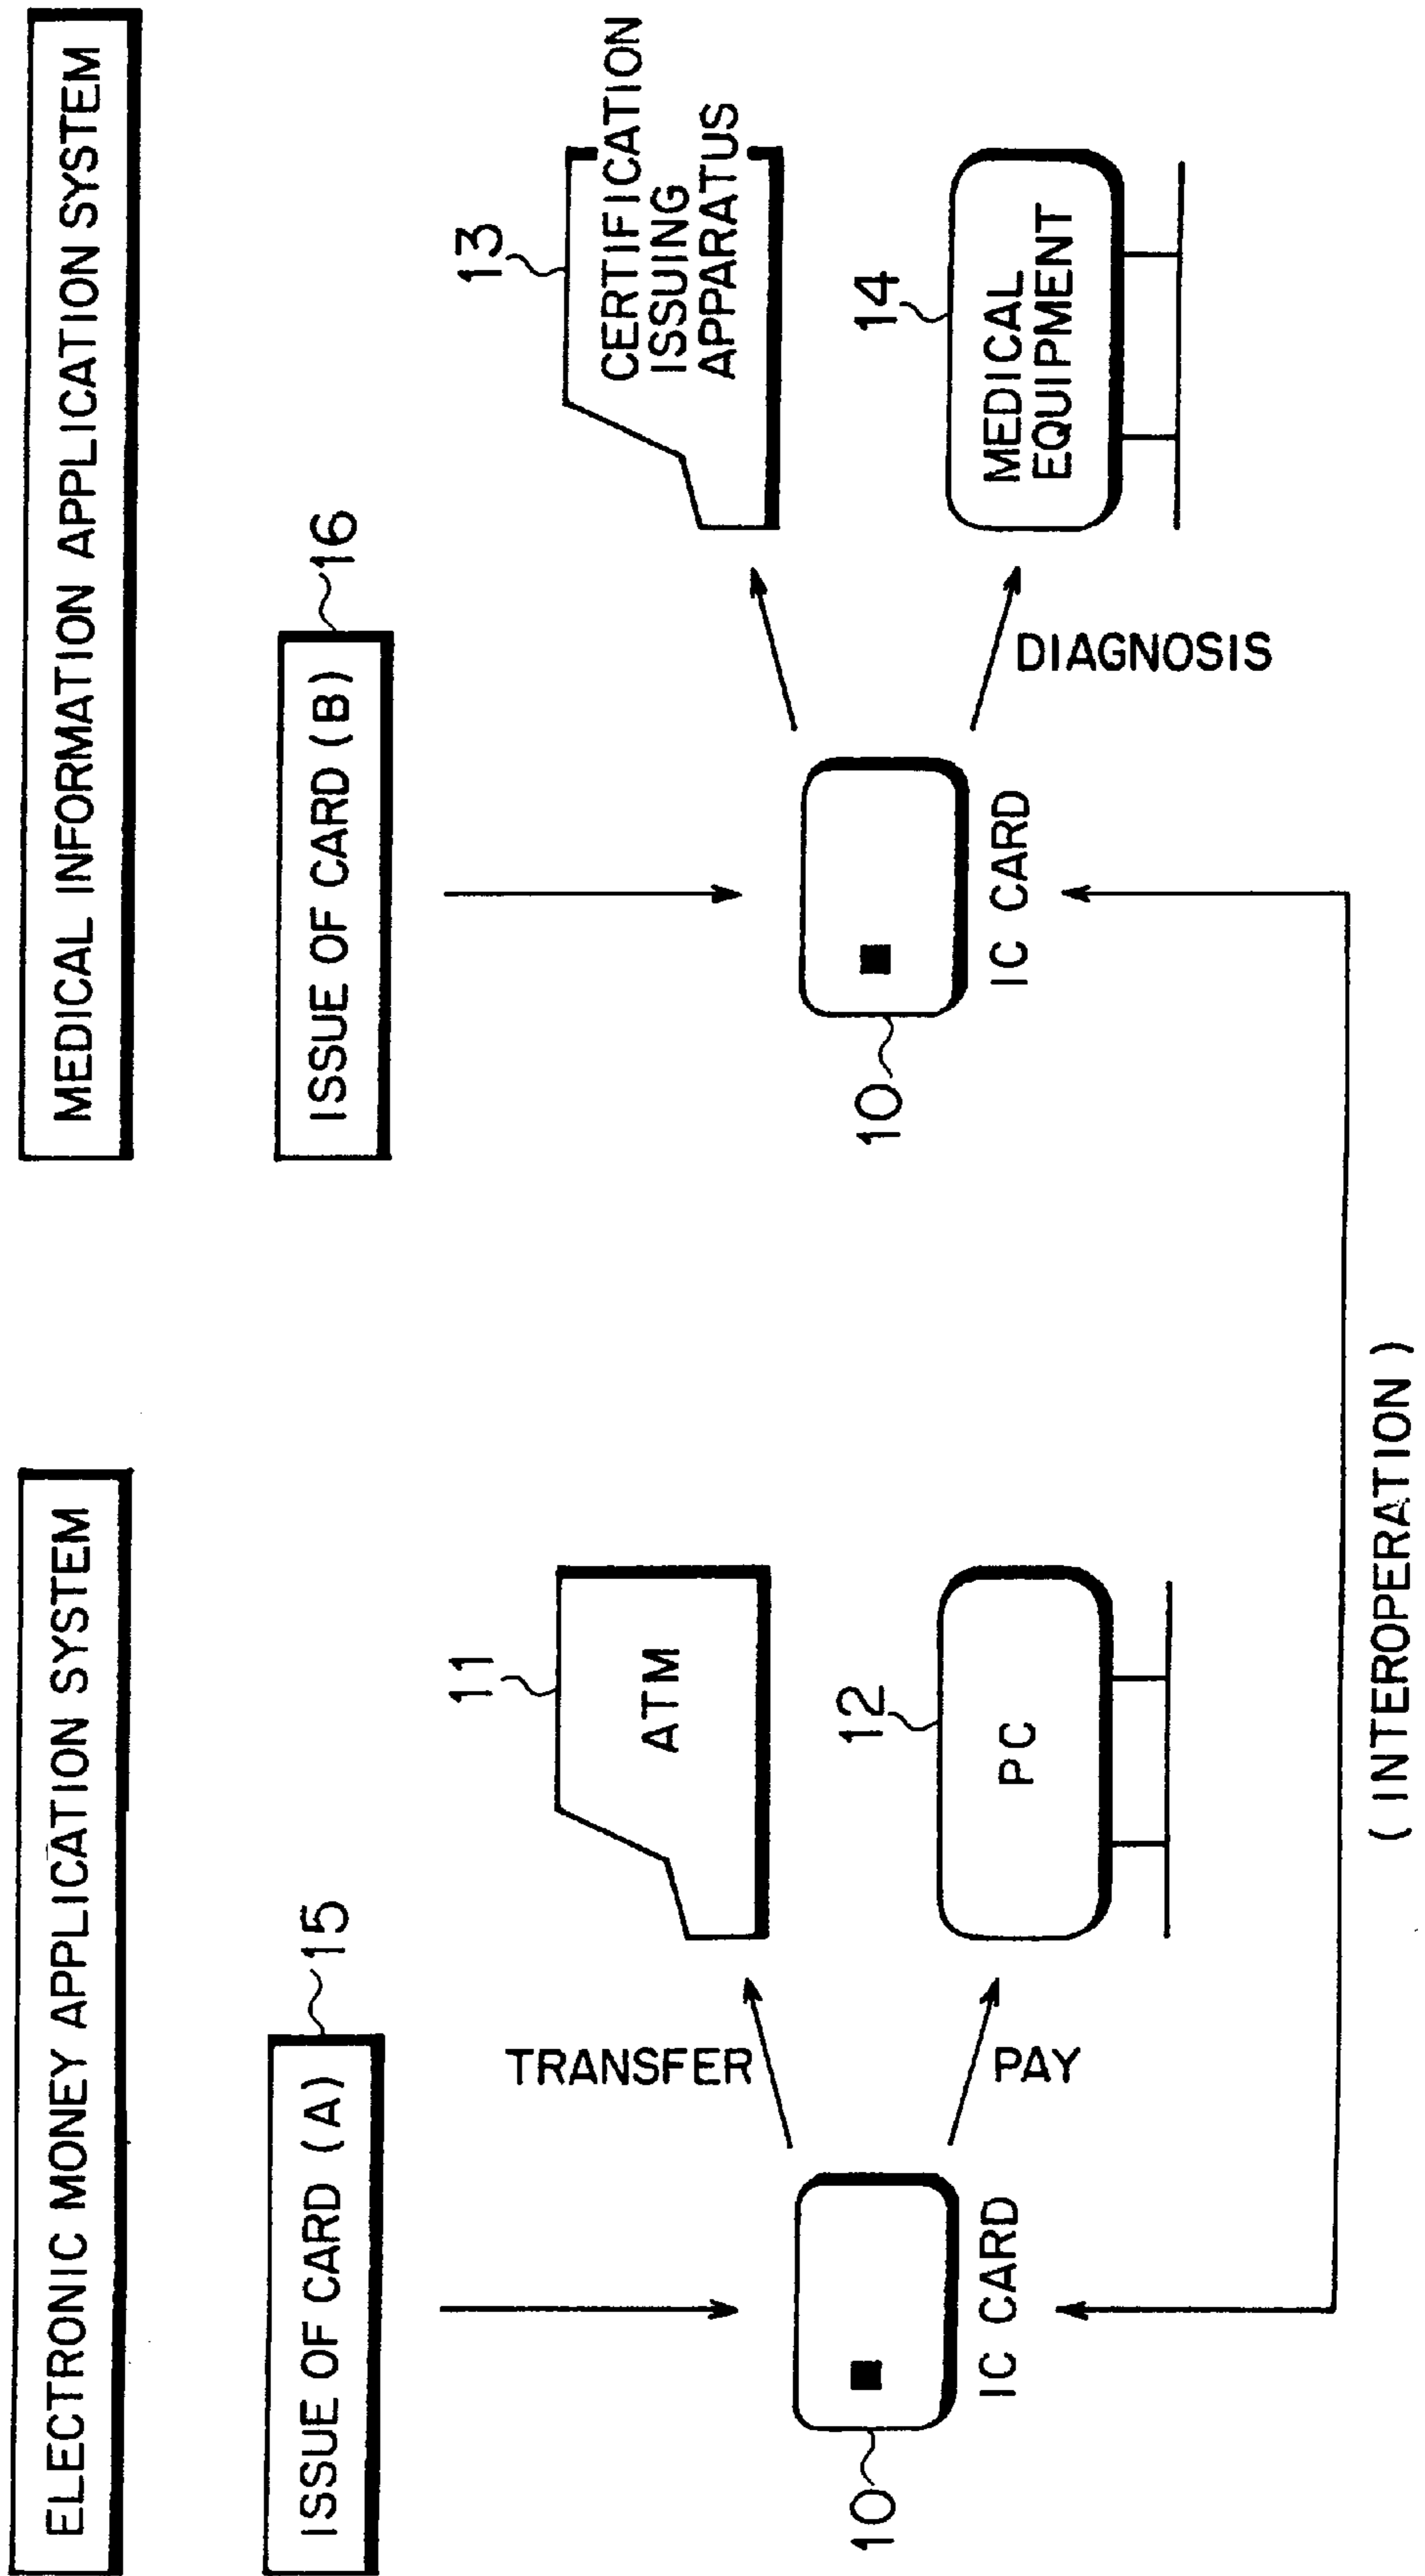 ELECTRONIC MONEY APPLICATION SYSTEM
ISSUE OF CARD (A)
15
11
ATM
TRANSFER
12
PC
PAY
10
IC CARD
MEDICAL INFORMATION APPLICATION SYSTEM
ISSUE OF CARD (B)
16
13
CERTIFICATION
ISSUING
APPARATUS
14
MEDICAL
EQUIPMENT
DIAGNOSIS
10
IC CARD
( INTEROPERATION )